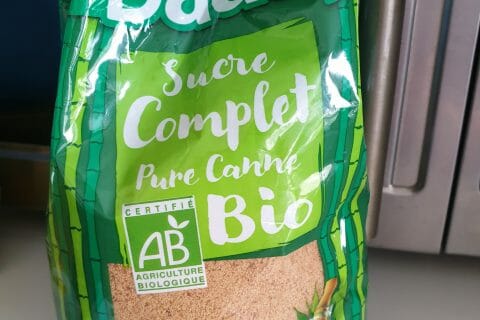 Sucre
Complet
Pure Canne
Bio
CERTIFIÉ
AB
AGRICULTURE
BIOLOGIQUE